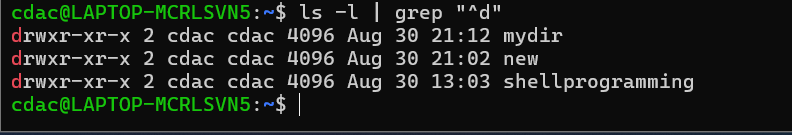 cdac@LAPTOP-MCRLSVN5:~$ ls -l | grep "^d"
drwxr-xr-x 2 cdac cdac 4096 Aug 30 21:12 mydir
drwxr-xr-x 2 cdac cdac 4096 Aug 30 21:02 new
drwxr-xr-x 2 cdac cdac 4096 Aug 30 13:03 shellprogramming
cdac@LAPTOP-MCRLSVN5:~$